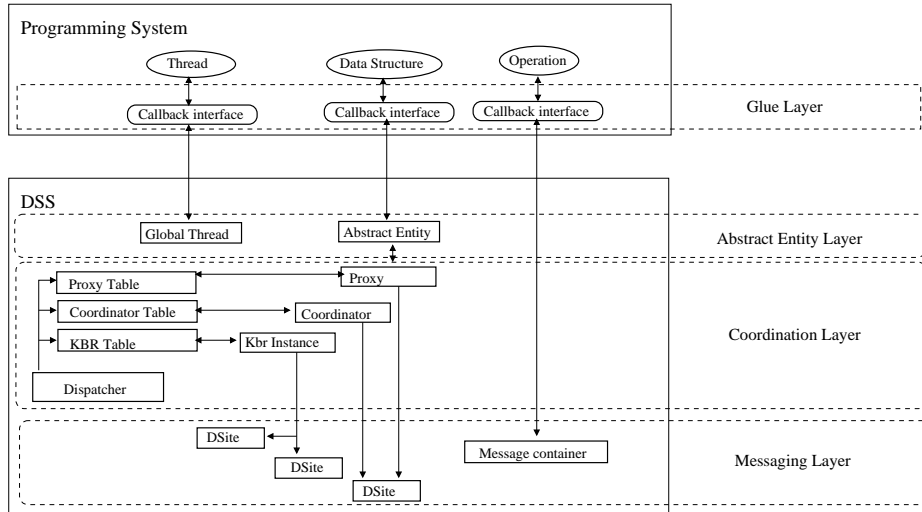 Programming System
Thread
Data Structure
Operation
Callback interface
Callback interface
Callback interface
Glue Layer
DSS
Global Thread
Abstract Entity
Abstract Entity Layer
Proxy Table
Proxy
Coordinator Table
Coordinator
Coordination Layer
KBR Table
Kbr Instance
Dispatcher
DSite
Message container
DSite
Messaging Layer
DSite